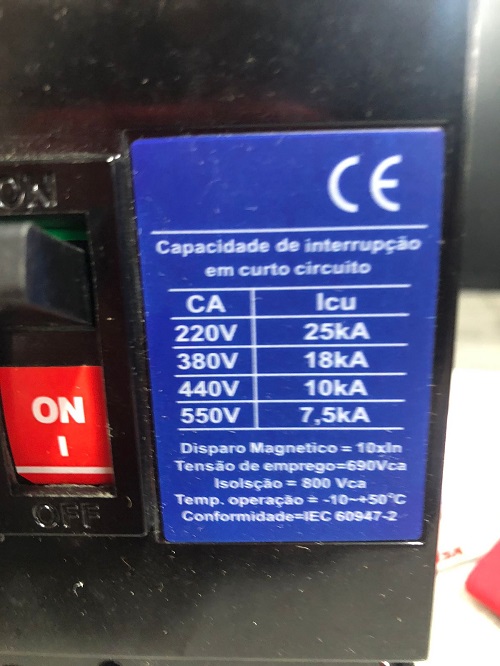 ON
CE
Capacidade de interrupção
em curto circuito
CA Icu
220V 25kA
380V 18kA
440V 10kA
550V 7,5kA
Disparo Magnetico = 10xIn
Tensão de emprego=690Vca
Isolsção = 800 Vca
Temp. operação = -10~+50°C
Conformidade=IEC 60947-2
ON
I
OFF